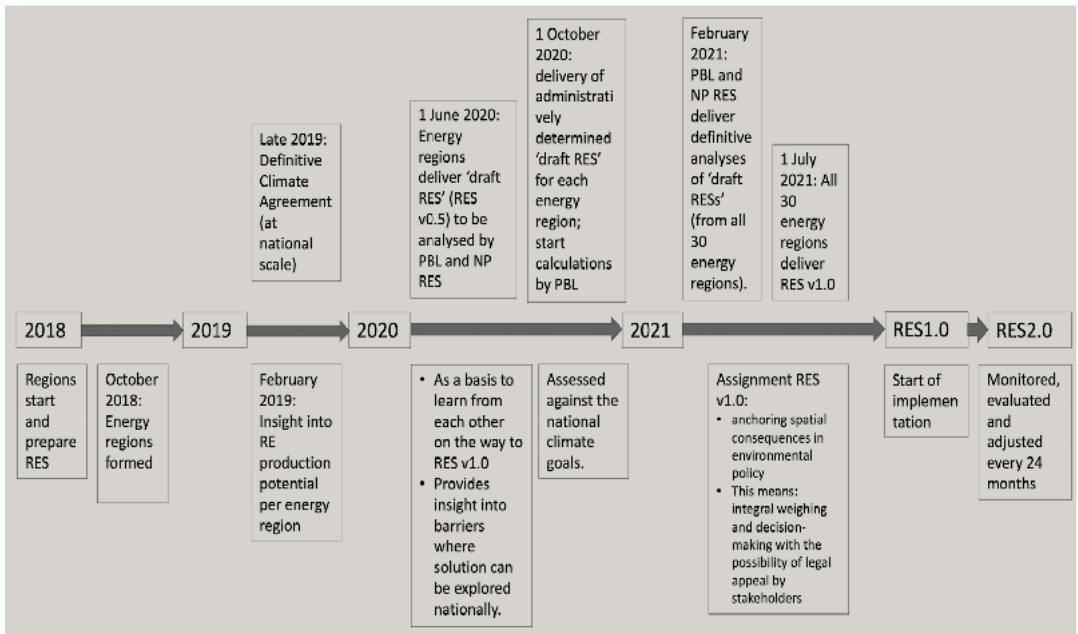 Late 2019:
Definitive
Climate
Agreement
(at
national
scale)
1 June 2020:
Energy
regions
deliver ‘draft
RES’ (RES
v0.5) to be
analysed by
PBL and NP
RES
1 October
2020:
delivery of
administrati
vely
determined
‘draft RES’
for each
energy
region;
start
calculations
by PBL
February
2021:
PBL and
NP RES
deliver
definitive
analyses
of ‘draft
RESs’
(from all
30
energy
regions).
1 July
2021: All
30
energy
regions
deliver
RES v1.0
2018
2019
2020
2021
RES1.0
RES2.0
Regions
start
and
prepare
RES
October
2018:
Energy
regions
formed
February
2019:
Insight into
RE
production
potential
per energy
region
• As a basis to
learn from
each other
on the way to
RES v1.0
• Provides
insight into
barriers
where
solution can
be explored
nationally.
Assessed
against the
national
climate
goals.
Assignment RES
v1.0:
• anchoring spatial
consequences in
environmental
policy
• This means:
integral weighing
and decision-
making with the
possibility of legal
appeal by
stakeholders
Start of
implemen
tation
Monitored,
evaluated
and
adjusted
every 24
months